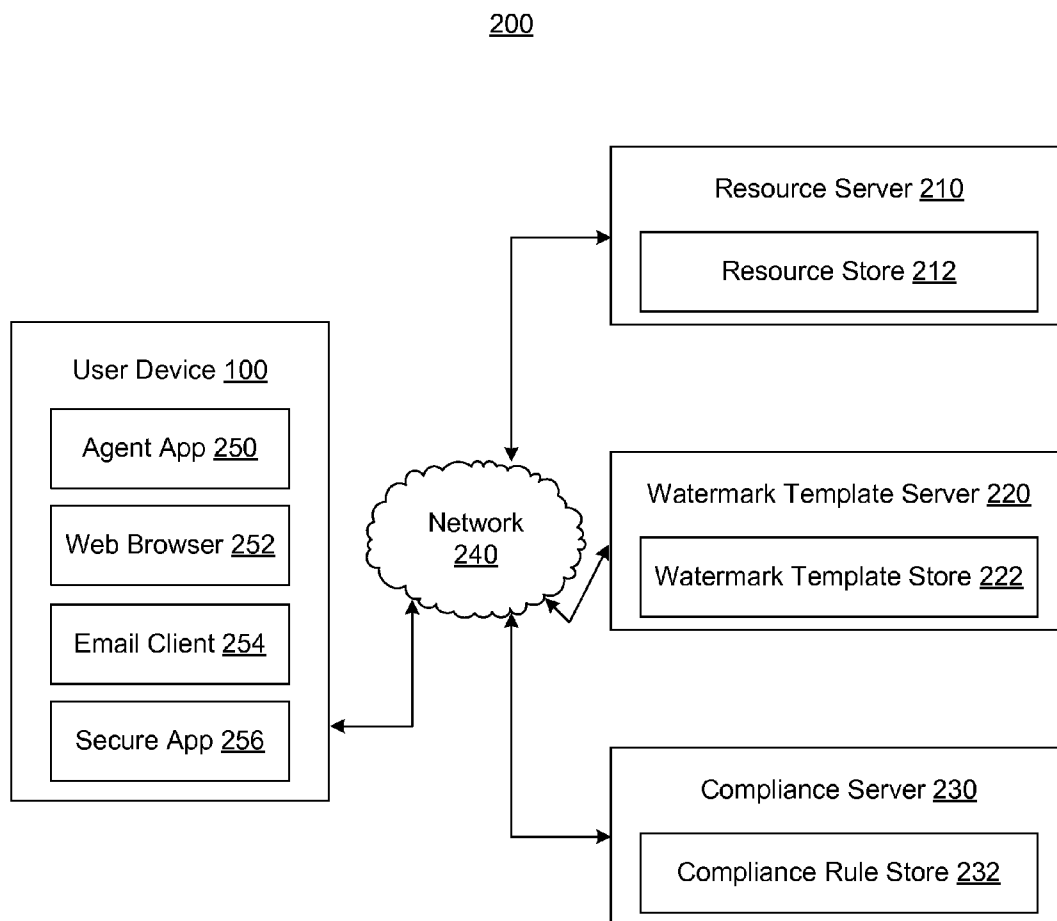 200
Resource Server 210
Resource Store 212
User Device 100
Agent App 250
Web Browser 252
Email Client 254
Secure App 256
Network
240
Watermark Template Server 220
Watermark Template Store 222
Compliance Server 230
Compliance Rule Store 232